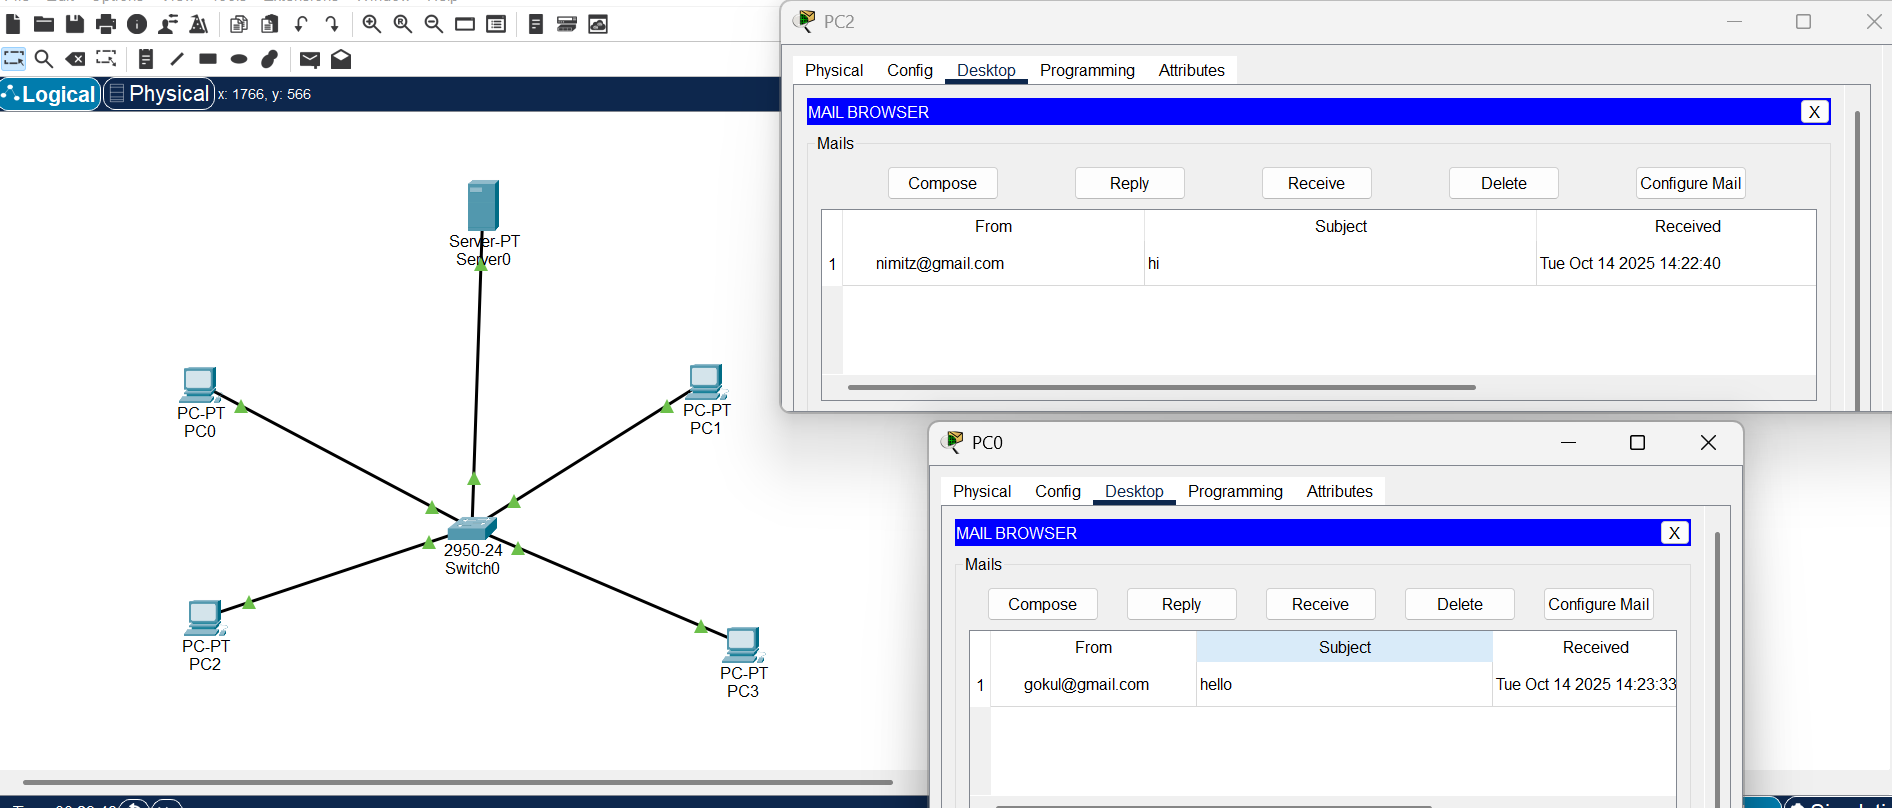 Logical Physical x: 1766, y: 566
Server-PT
Server0
PC-PT
PC0
PC-PT
PC1
2950-24
Switch0
PC-PT
PC2
PC-PT
PC3
PC2
Physical Config Desktop Programming Attributes
MAIL BROWSER X
Mails
Compose Reply Receive Delete Configure Mail
From Subject Received
1 nimitz@gmail.com hi Tue Oct 14 2025 14:22:40
PC0
Physical Config Desktop Programming Attributes
MAIL BROWSER X
Mails
Compose Reply Receive Delete Configure Mail
From Subject Received
1 gokul@gmail.com hello Tue Oct 14 2025 14:23:33